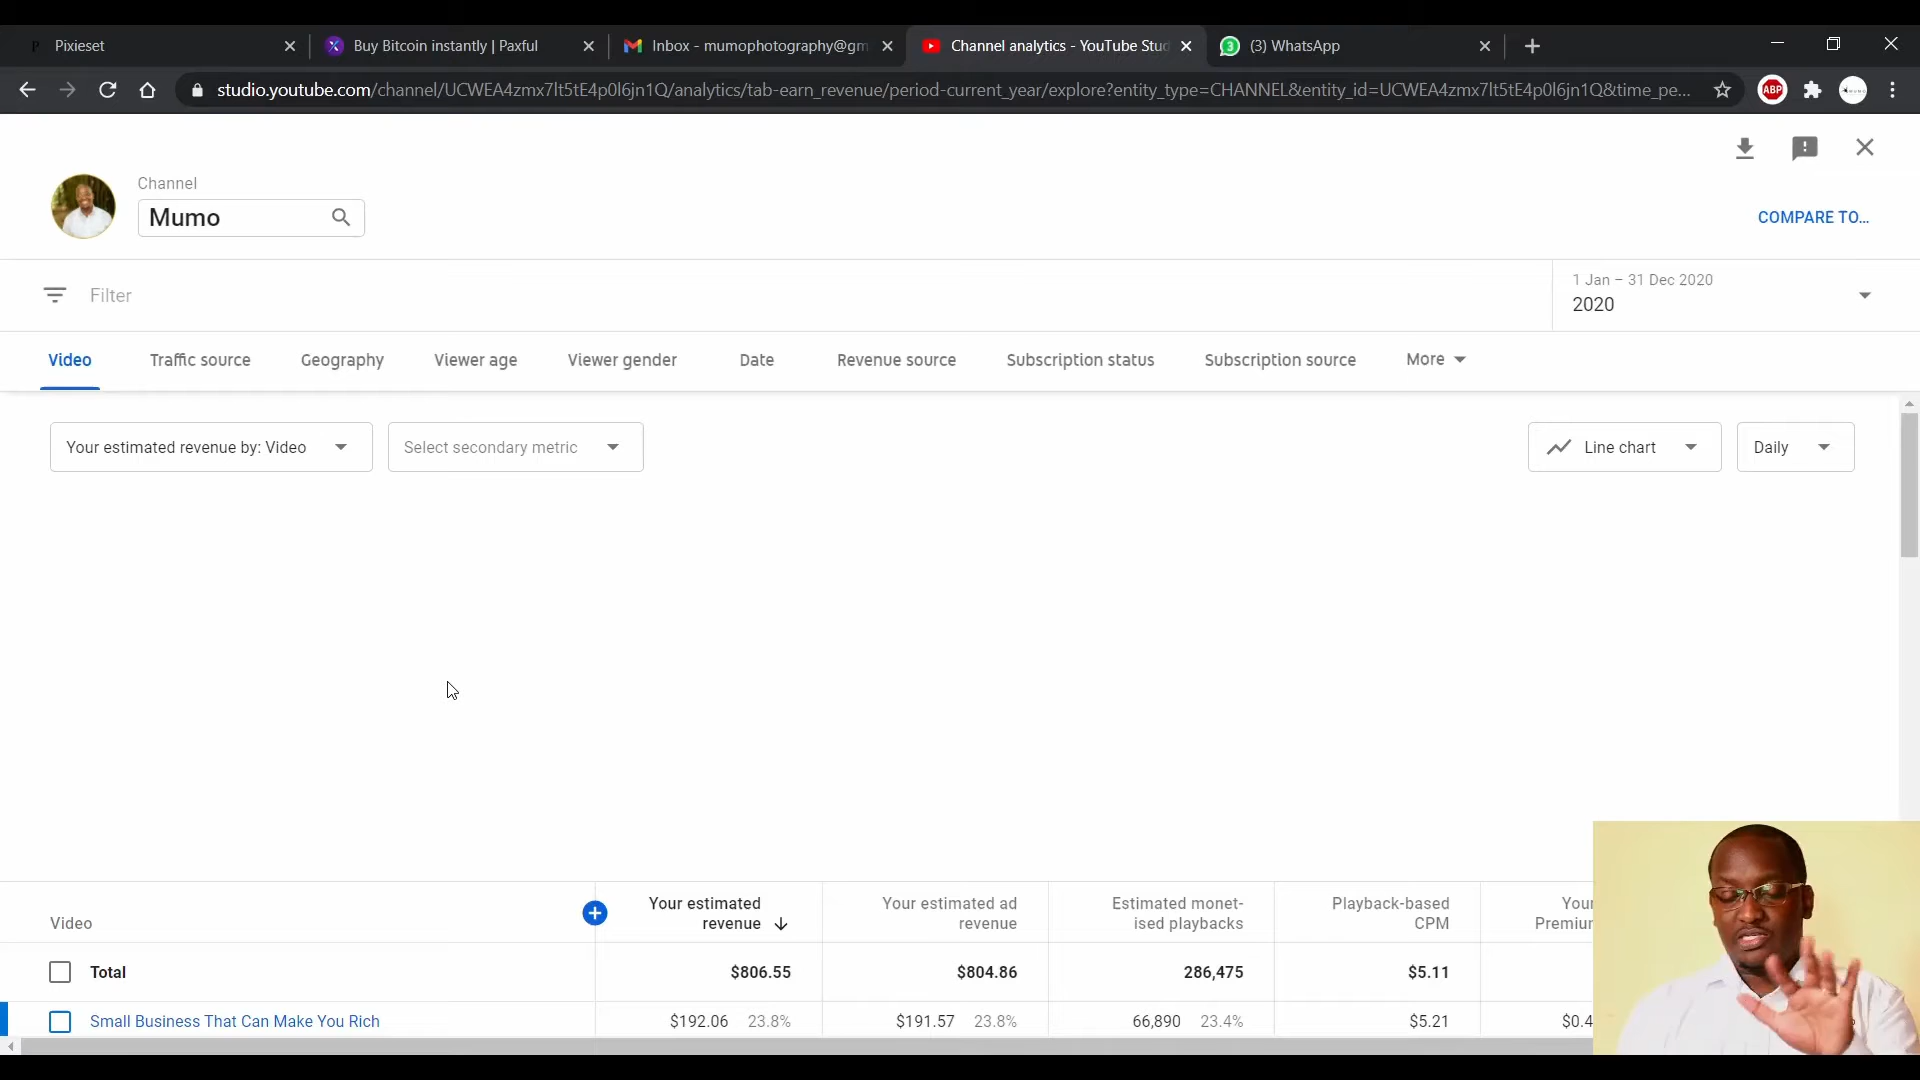 Pixieset
Buy Bitcoin instantly | Paxful
Inbox - mumophotography@gm
Channel analytics - YouTube Stud
3 (3) WhatsApp
studio.youtube.com/channel/UCWEA4zmx7lt5tE4p0l6jn1Q/analytics/tab-earn_revenue/period-current_year/explore?entity_type=CHANNEL&entity_id=UCWEA4zmx7lt5tE4p0l6jn1Q&time_pe...
ABP
Channel
Mumo
COMPARE TO...
Filter
1 Jan – 31 Dec 2020
2020
Video
Traffic source
Geography
Viewer age
Viewer gender
Date
Revenue source
Subscription status
Subscription source
More
Your estimated revenue by: Video
Select secondary metric
Line chart
Daily
Video
Your estimated
revenue
Your estimated ad
revenue
Estimated monet-
ised playbacks
Playback-based
CPM
Your
Premium
Total
$806.55
$804.86
286,475
$5.11
Small Business That Can Make You Rich
$192.06 23.8%
$191.57 23.8%
66,890 23.4%
$5.21
$0.4